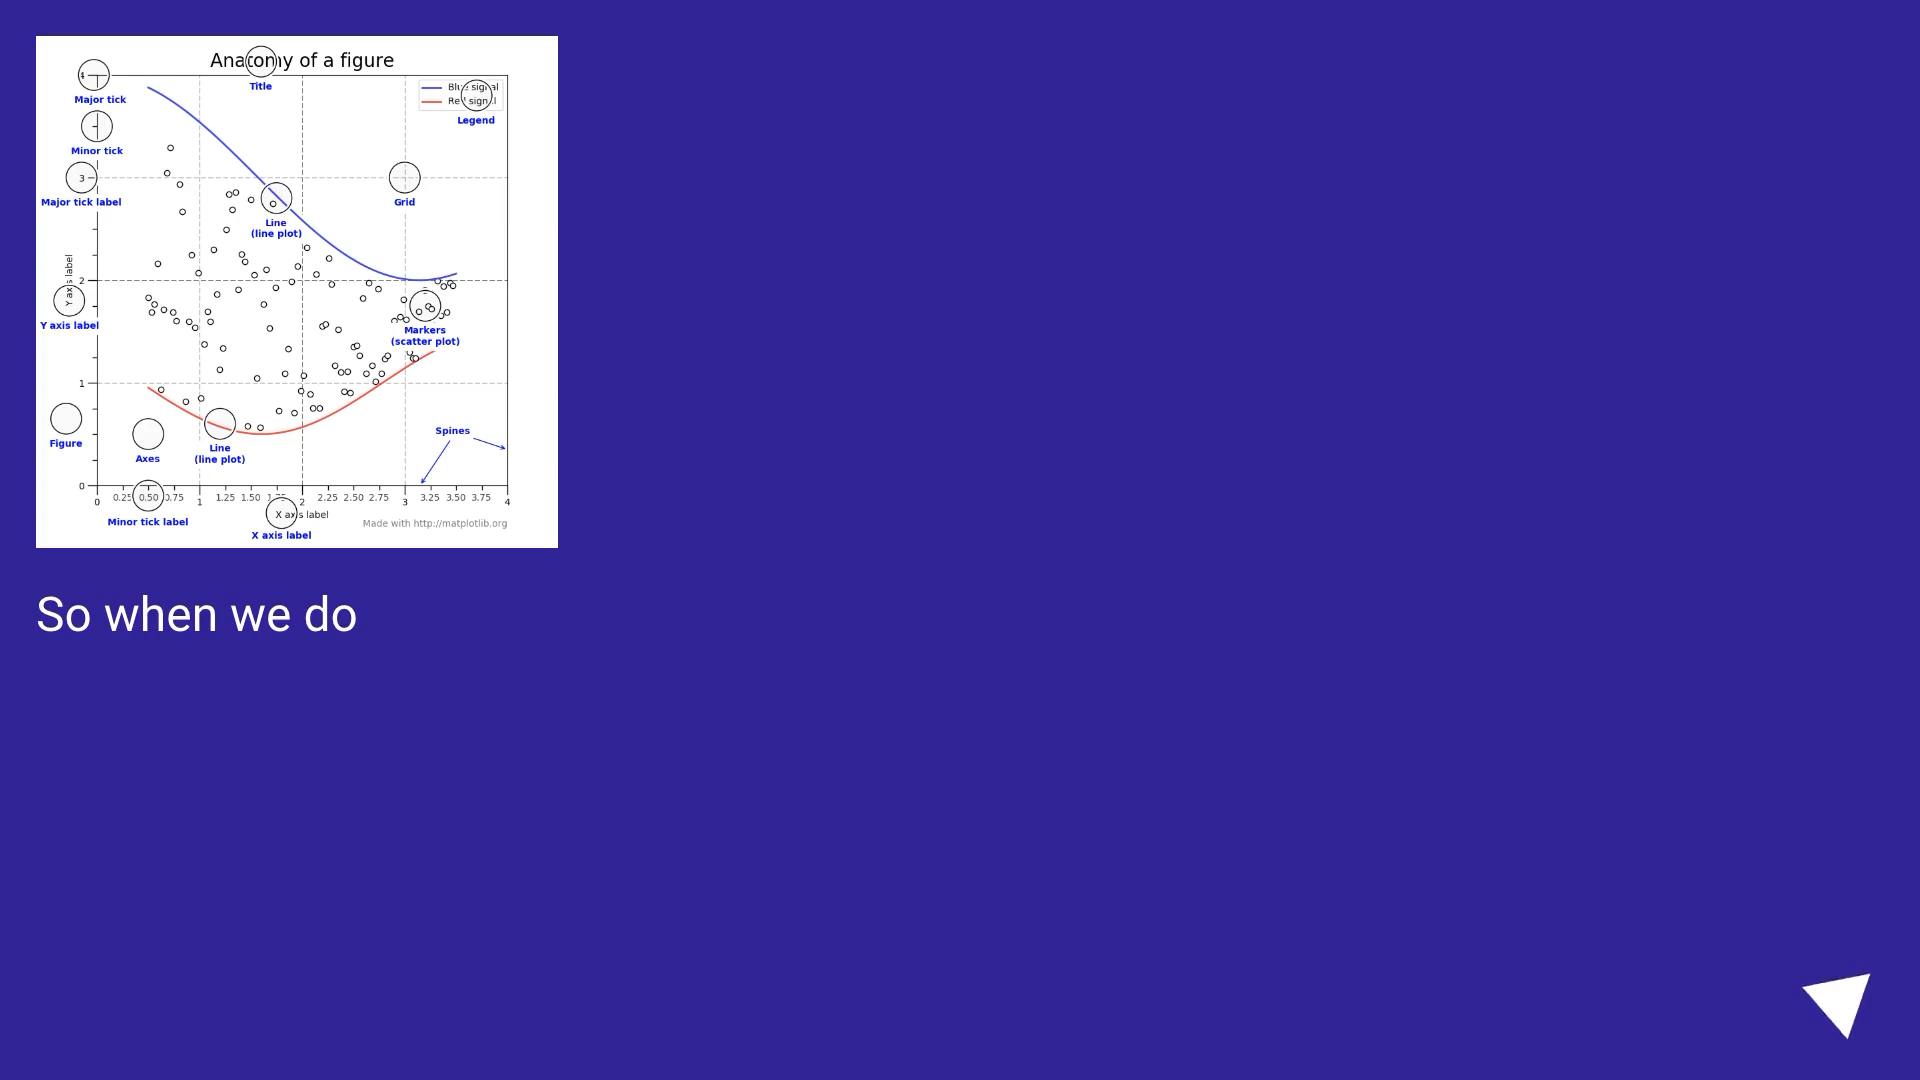 Anatomy of a figure
Title
Blue signal
Red signal
Legend
Major tick
Minor tick
3
Major tick label
Grid
Line
(line plot)
Y axis label
2
Y axis label
Markers
(scatter plot)
1
Figure
Axes
Line
(line plot)
Spines
0
0 0.25 0.50 0.75 1 1.25 1.50 2 2.25 2.50 2.75 3 3.25 3.50 3.75 4
Minor tick label
X axis label
X axis label
Made with http://matplotlib.org
So when we do